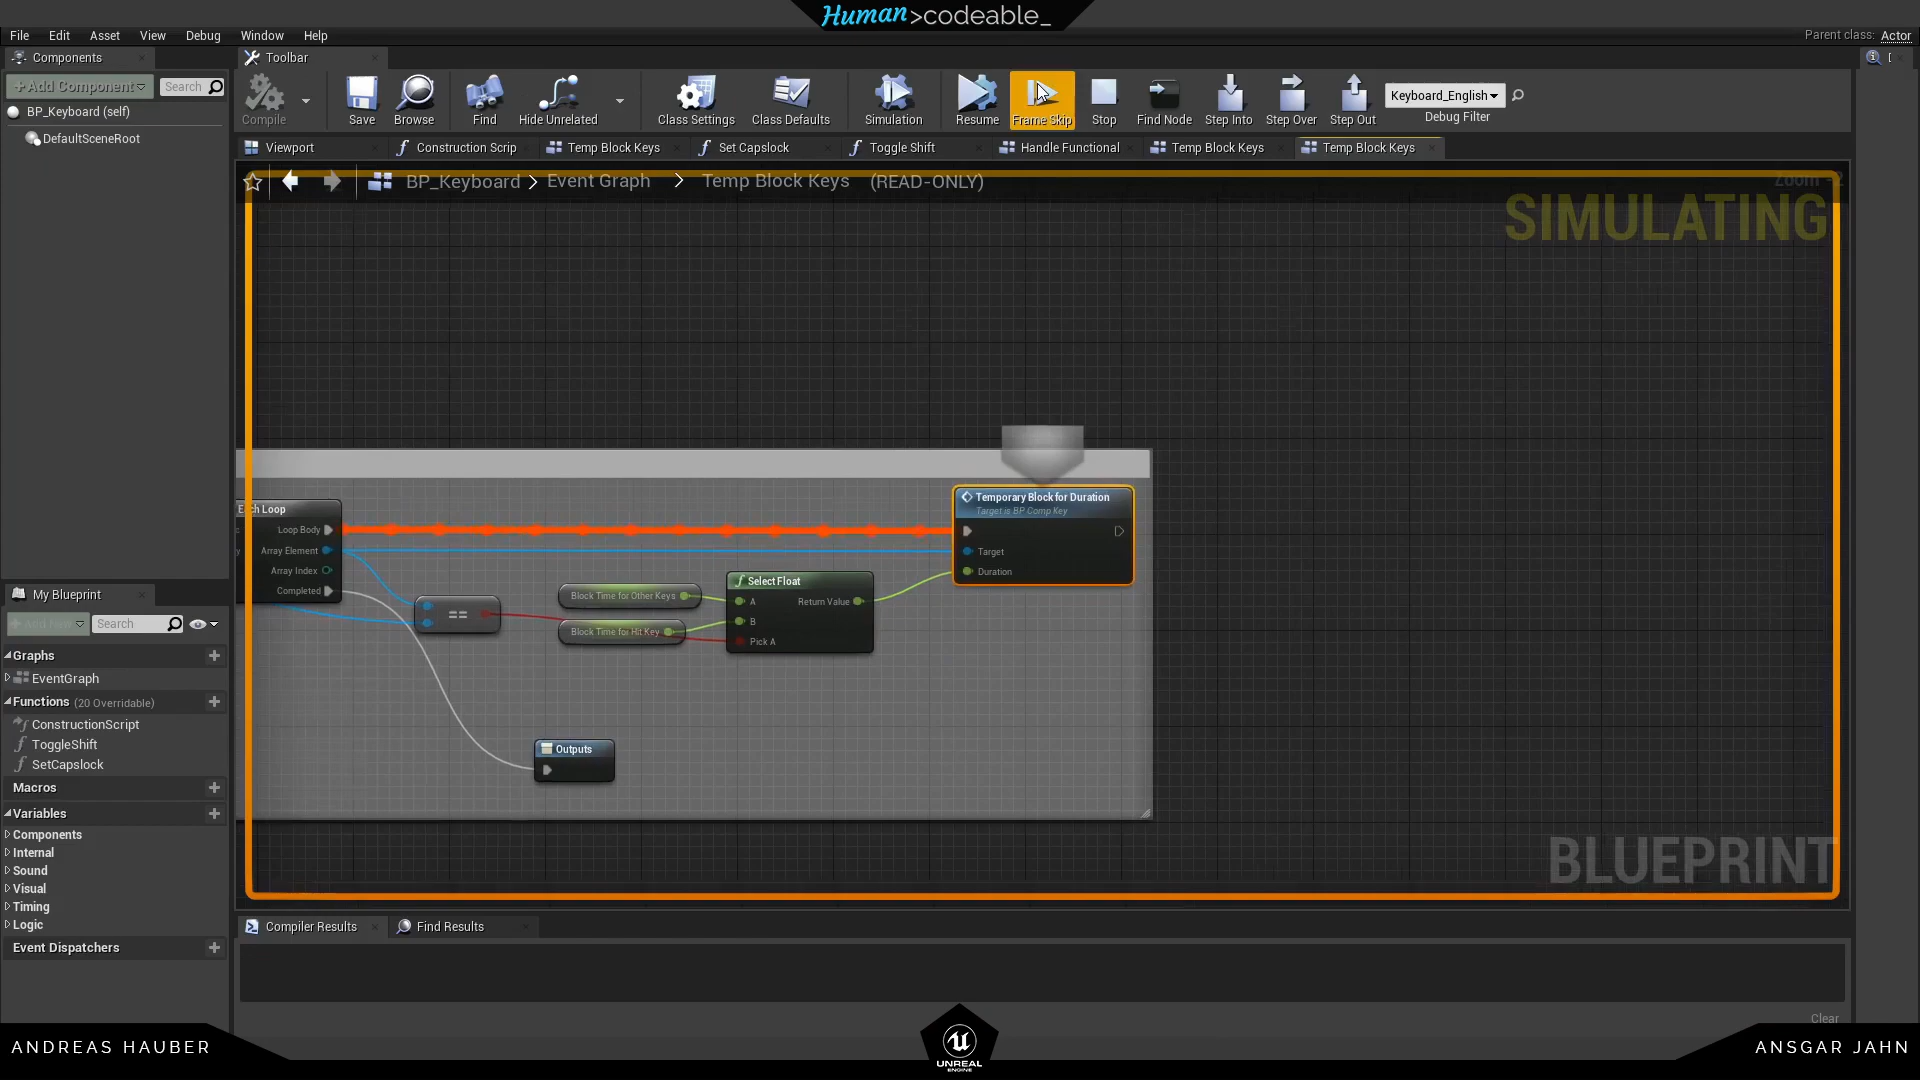 Human>codeable_
File Edit Asset View Debug Window Help
Parent class: Actor
Components
Toolbar
+Add Component
Search
BP_Keyboard (self)
DefaultSceneRoot
Compile
Save
Browse
Find
Hide Unrelated
Class Settings
Class Defaults
Simulation
Resume
Frame Skip
Stop
Find Node
Step Into
Step Over
Step Out
Keyboard_English
Debug Filter
Viewport
Construction Scrip
Temp Block Keys
Set Capslock
Toggle Shift
Handle Functional
Temp Block Keys
Temp Block Keys
BP_Keyboard > Event Graph > Temp Block Keys (READ-ONLY)
Zoom -2
SIMULATING
Each Loop
Loop Body
Array Element
Array Index
Completed
==
Block Time for Other Keys
Block Time for Hit Key
Select Float
A
Return Value
B
Pick A
Temporary Block for Duration
Target is BP Comp Key
Target
Duration
Outputs
BLUEPRINT
My Blueprint
Search
Graphs
EventGraph
Functions (20 Overridable)
ConstructionScript
ToggleShift
SetCapslock
Macros
Variables
Components
Internal
Sound
Visual
Timing
Logic
Event Dispatchers
Compiler Results
Find Results
Clear
ANDREAS HAUBER
UNREAL
ENGINE
ANSGAR JAHN